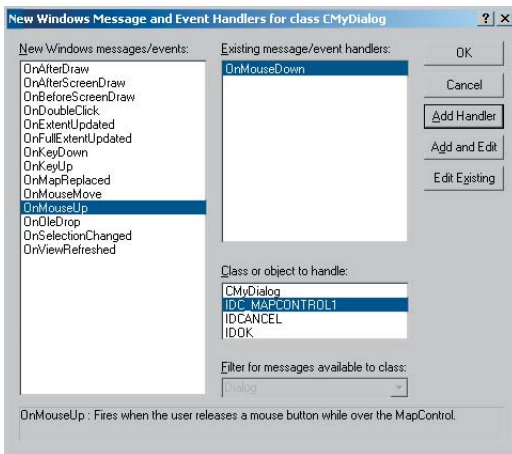 New Windows Message and Event Handlers for class CMyDialog
New Windows messages/events:
OnAfterDraw
OnAfterScreenDraw
OnBeforeScreenDraw
OnDoubleClick
OnExtentUpdated
OnFullExtentUpdated
OnKeyDown
OnKeyUp
OnMapReplaced
OnMouseMove
OnMouseUp
OnOleDrop
OnSelectionChanged
OnViewRefreshed
Existing message/event handlers:
OnMouseDown
Class or object to handle:
CMyDialog
IDC_MAPCONTROL1
IDCANCEL
IDOK
Filter for messages available to class:
Dialog
OK
Cancel
Add Handler
Add and Edit
Edit Existing
OnMouseUp : Fires when the user releases a mouse button while over the MapControl.